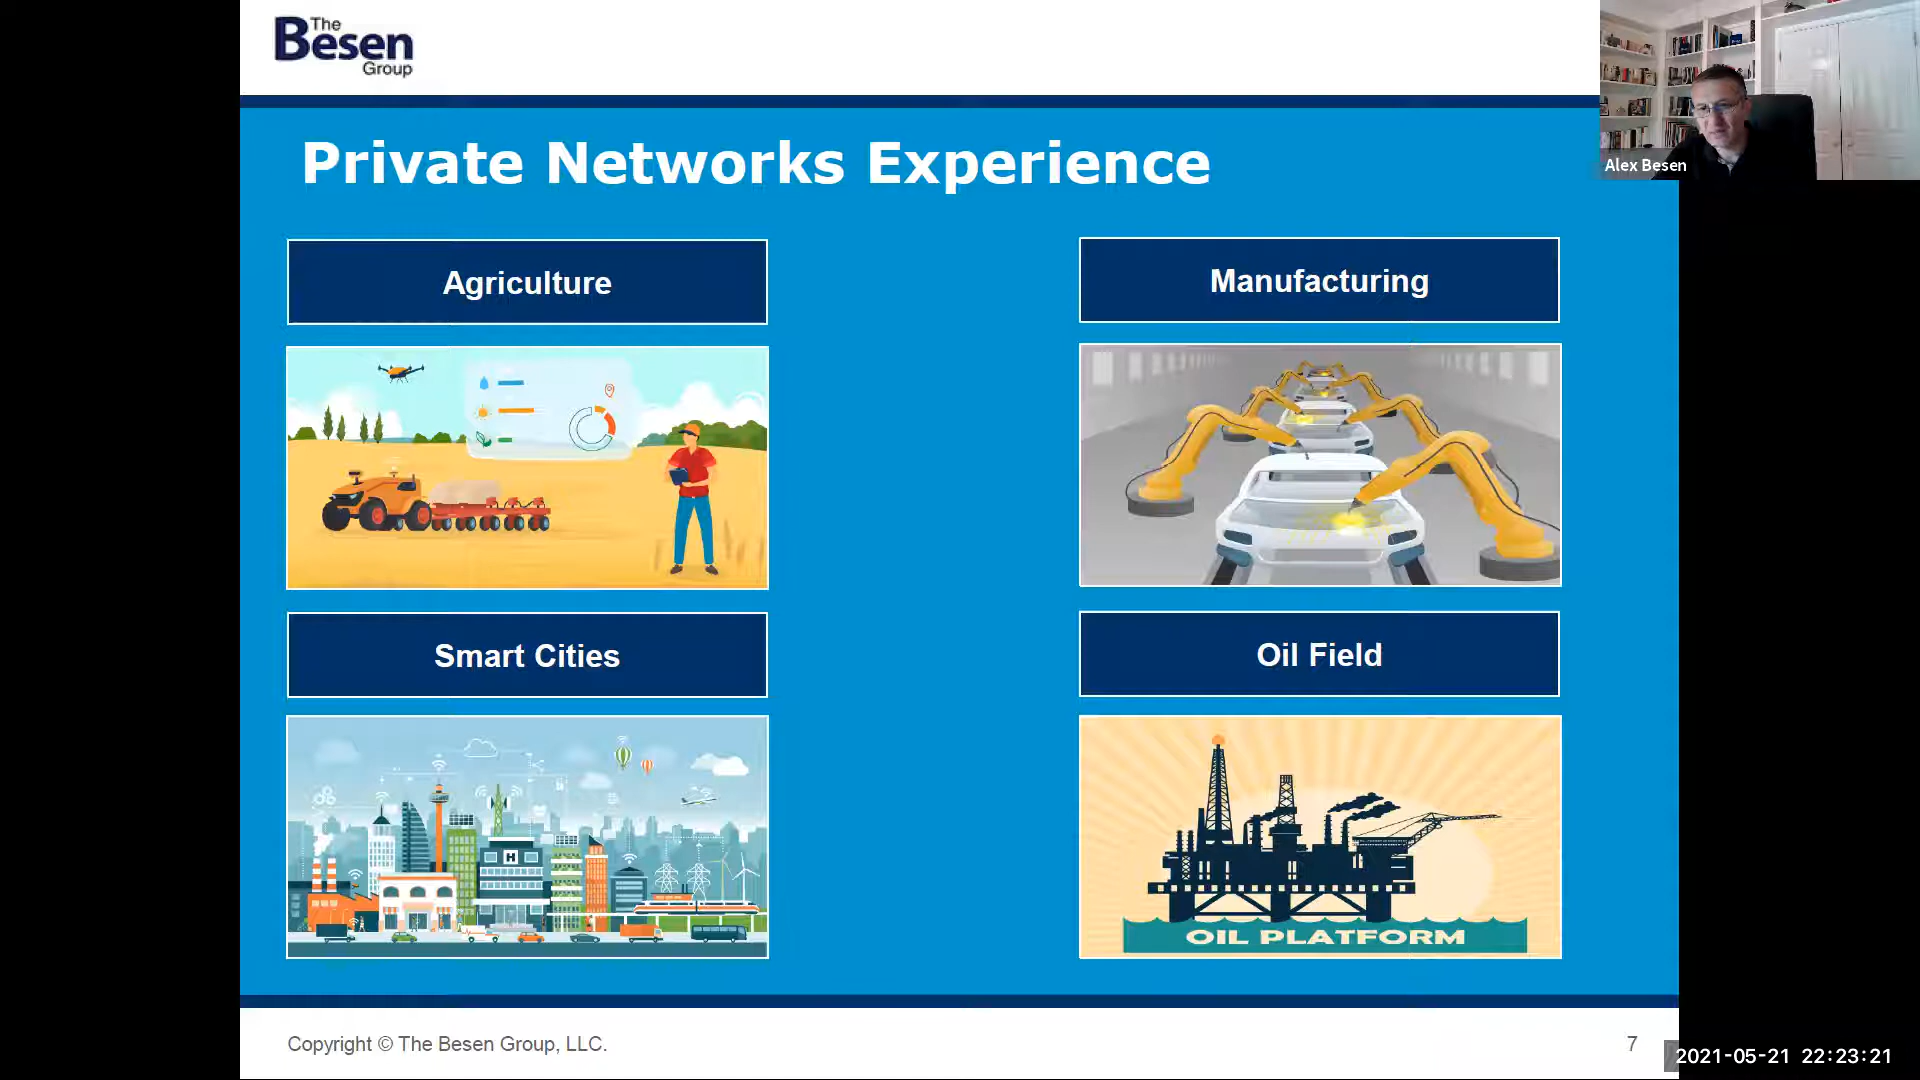 The
Besen
Group
Alex Besen
Private Networks Experience
Agriculture
Manufacturing
Smart Cities
Oil Field
H
OIL PLATFORM
Copyright © The Besen Group, LLC.
7
2021-05-21 22:23:21